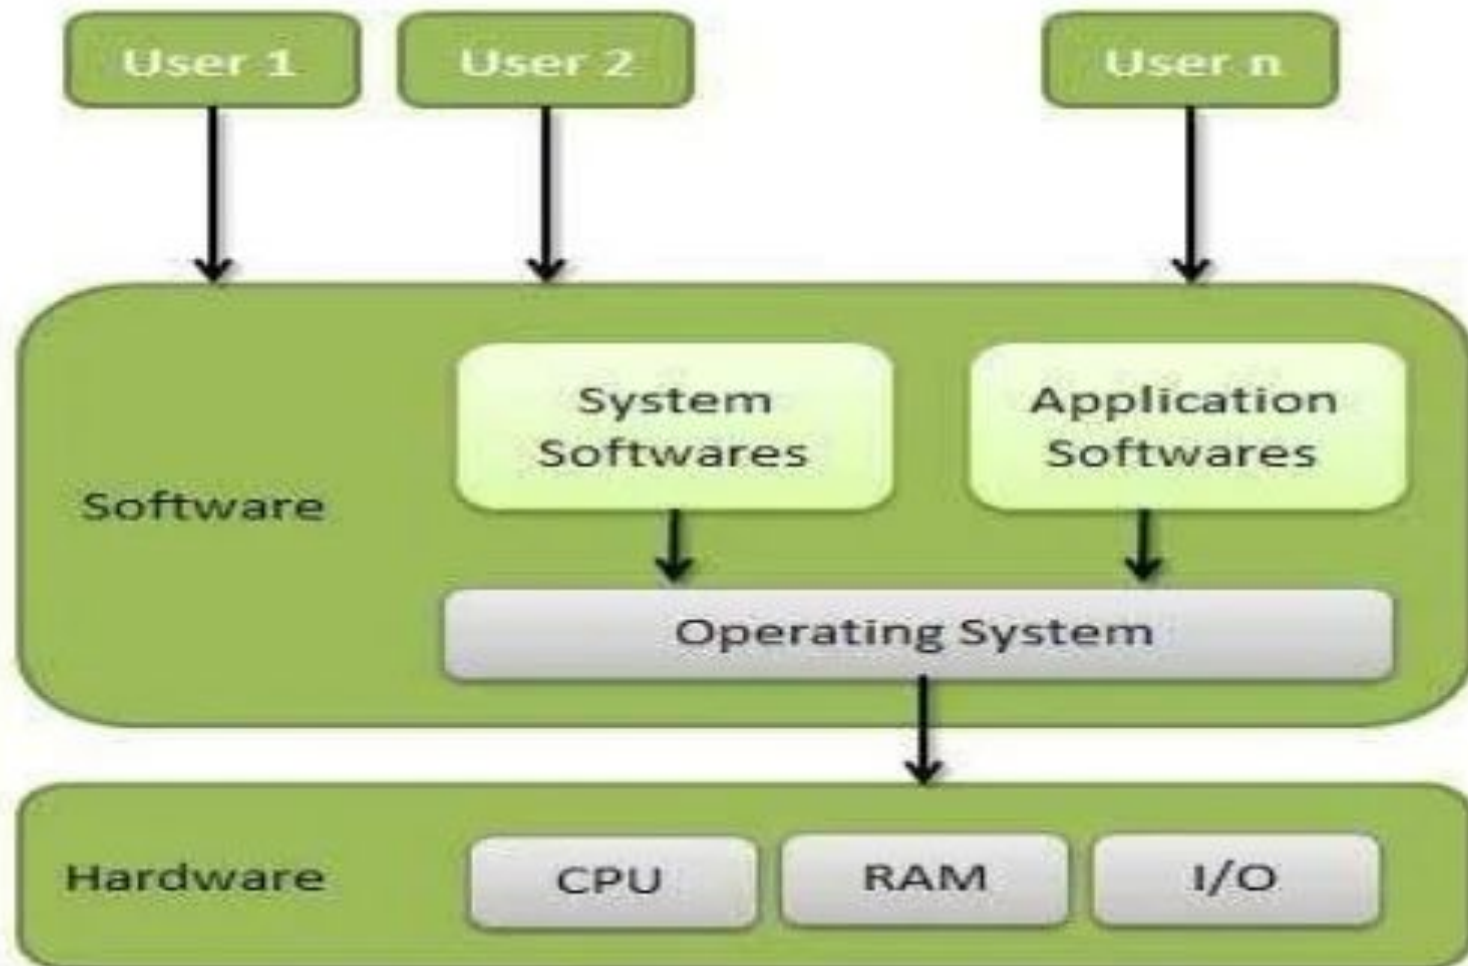 User 1
User 2
User n
System
Softwares
Application
Softwares
Software
Operating System
Hardware
CPU
RAM
I/O